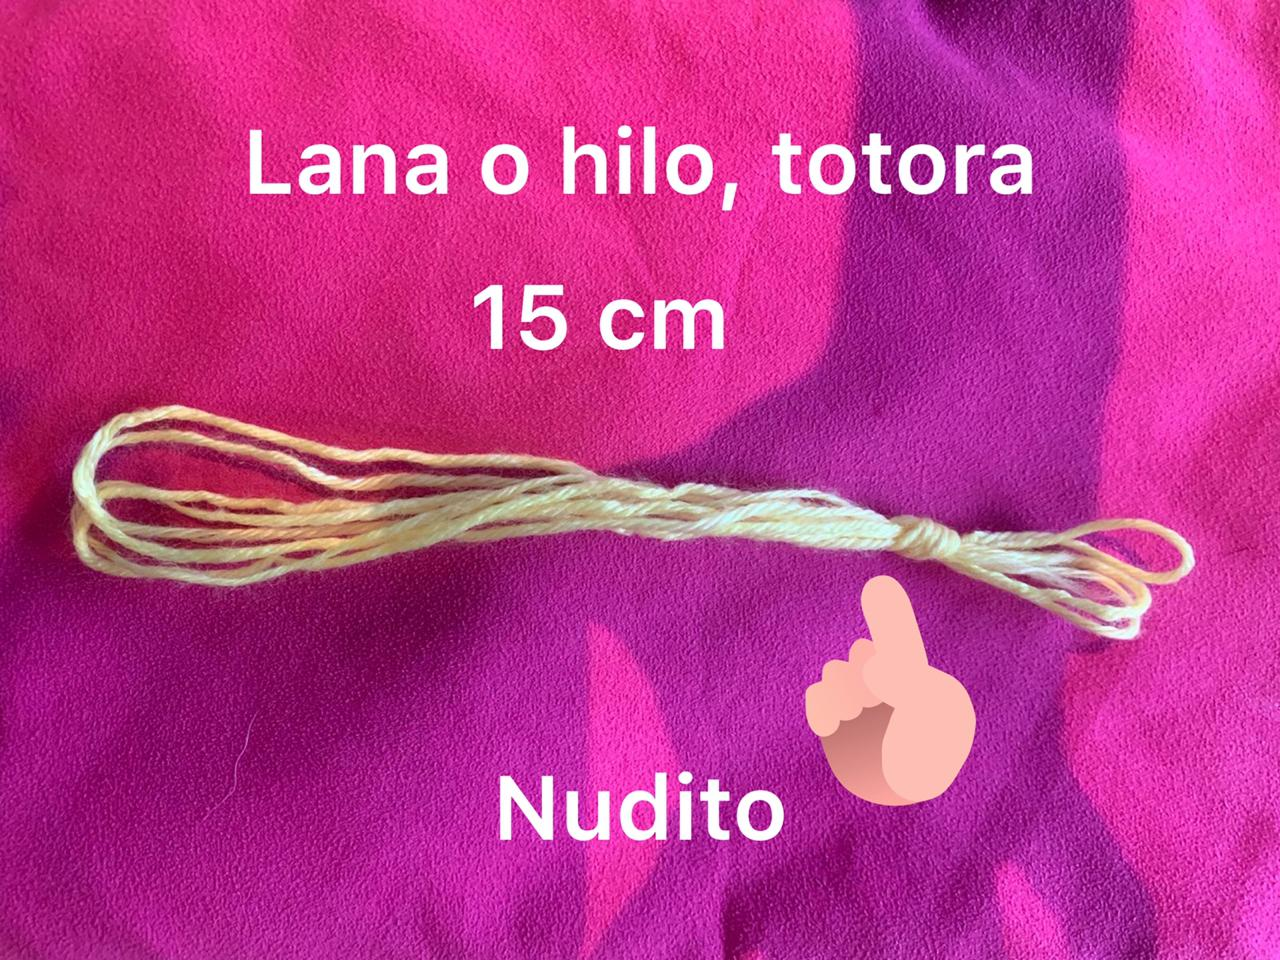 Lana o hilo, totora
15 cm
Nudito